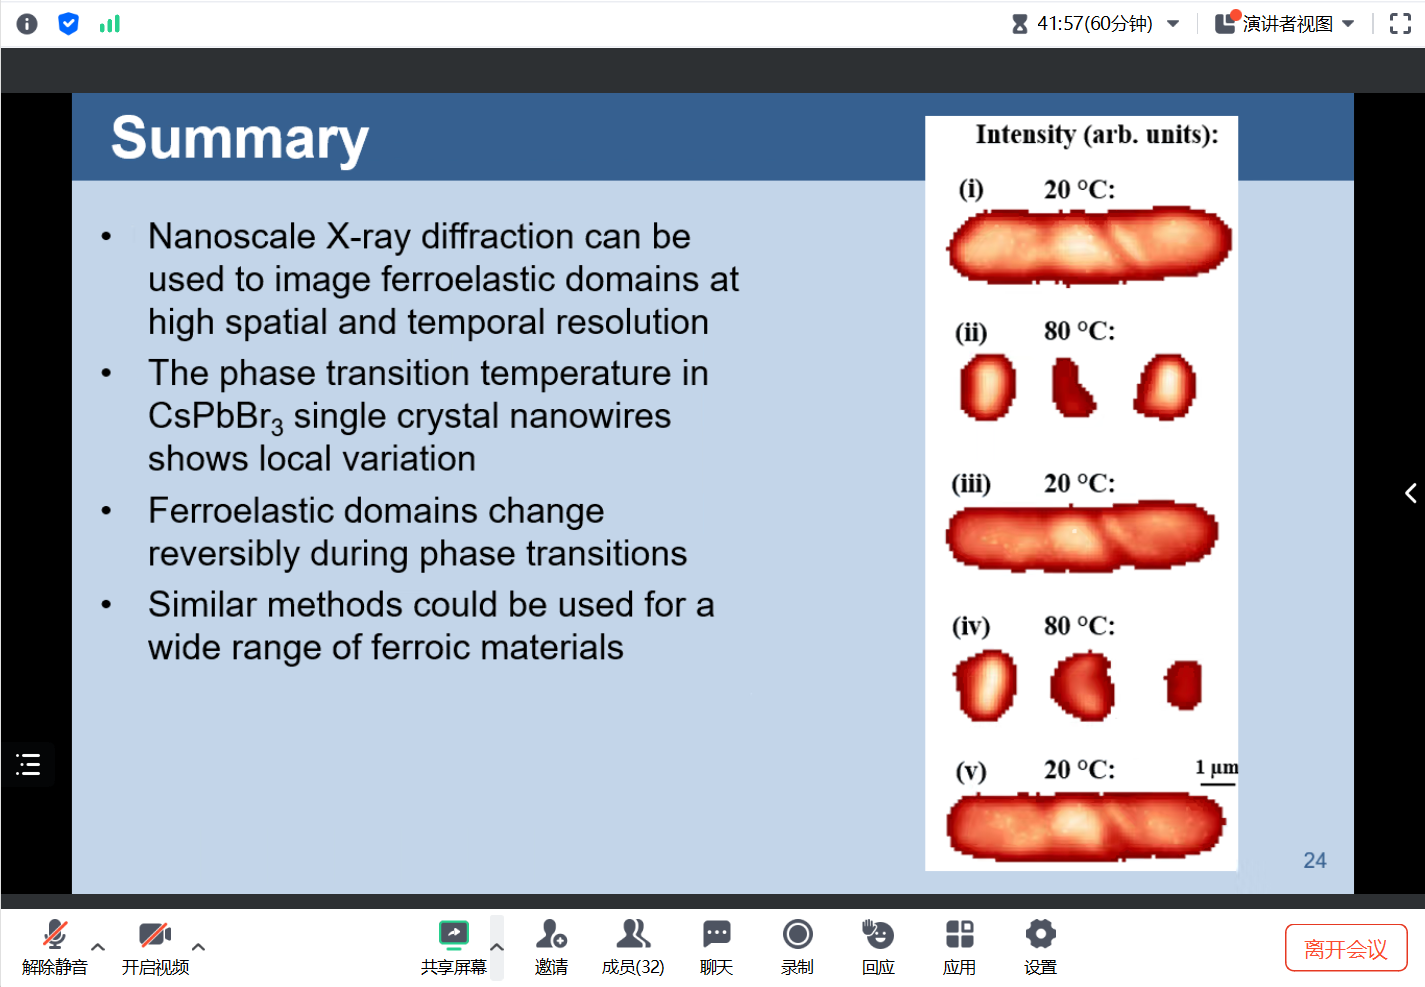 41:57(60分钟)
演讲者视图
Summary
• Nanoscale X-ray diffraction can be
used to image ferroelastic domains at
high spatial and temporal resolution
• The phase transition temperature in
CsPbBr₃ single crystal nanowires
shows local variation
• Ferroelastic domains change
reversibly during phase transitions
• Similar methods could be used for a
wide range of ferroic materials
Intensity (arb. units):
(i) 20 °C:
(ii) 80 °C:
(iii) 20 °C:
(iv) 80 °C:
(v) 20 °C:
1 μm
24
解除静音
开启视频
共享屏幕
邀请
成员(32)
聊天
录制
回应
应用
设置
离开会议